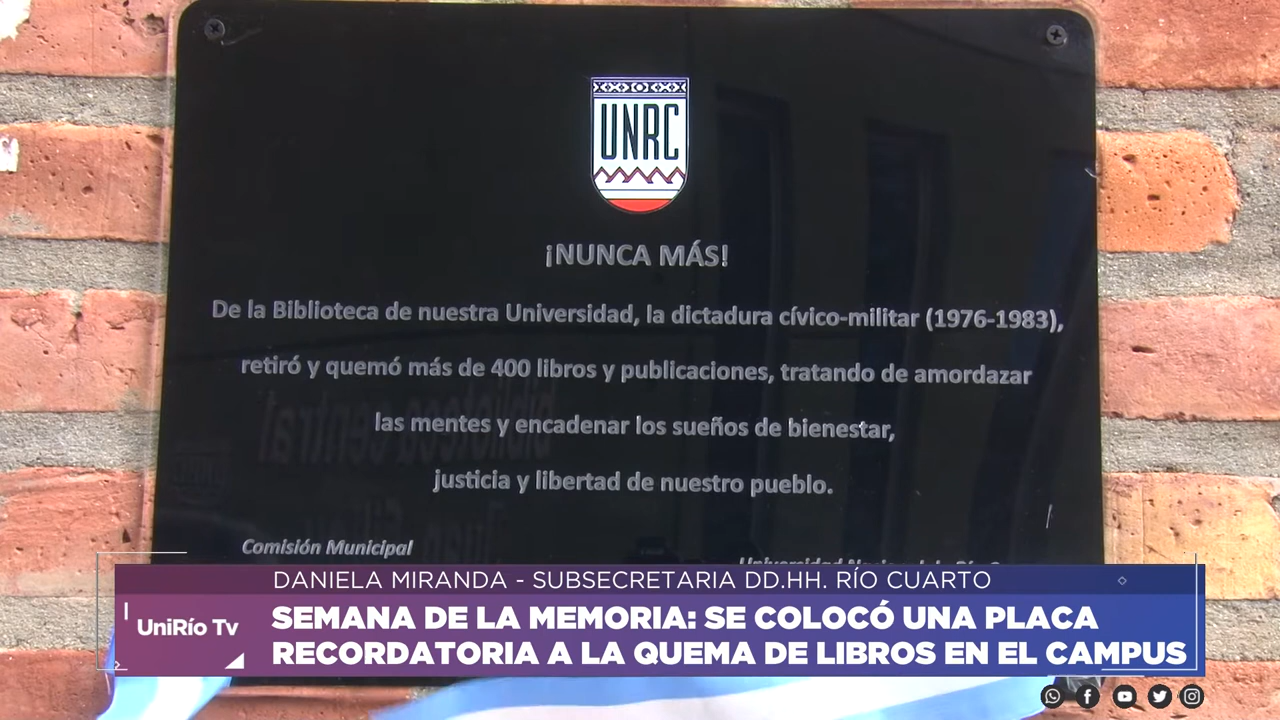 UNRC
¡NUNCA MÁS!
De la Biblioteca de nuestra Universidad, la dictadura cívico-militar (1976-1983),
retiró y quemó más de 400 libros y publicaciones, tratando de amordazar
las mentes y encadenar los sueños de bienestar,
justicia y libertad de nuestro pueblo.
Comisión Municipal
Universidad Nacional
DANIELA MIRANDA - SUBSECRETARIA DD.HH. RÍO CUARTO
UniRío Tv
SEMANA DE LA MEMORIA: SE COLOCÓ UNA PLACA
RECORDATORIA A LA QUEMA DE LIBROS EN EL CAMPUS